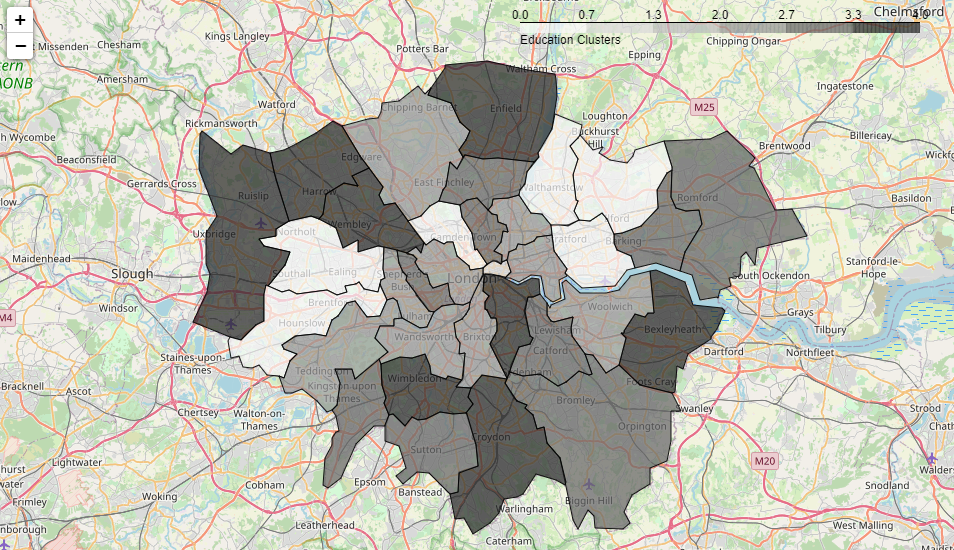 +
−
0.0 0.7 1.3 2.0 2.7 3.3 4.0
Education Clusters
Chelmsford
Missenden
Chesham
Kings Langley
Potters Bar
Waltham Cross
Epping
Chipping Ongar
AONB
Amersham
Watford
Chipping Barnet
Enfield
M25
Loughton
Ingatestone
Rickmansworth
Buckhurst
Hill
h Wycombe
Beaconsfield
Edgware
Brentwood
Billericay
Gerrards Cross
Ruislip
Harrow
East Finchley
Walthamstow
Romford
Basildon
Uxbridge
Northolt
Wembley
Camden Town
Stratford
Ilford
Barking
Maidenhead
Slough
Southall
Ealing
Shepherd's
Bush
London
South Ockendon
Stanford-le-
Hope
M4
Windsor
Brentford
Hounslow
Fulham
Wandsworth
Brixton
Lewisham
Woolwich
Bexleyheath
Grays
Tilbury
Staines-upon-
Thames
Catford
Dartford
Northfleet
Bracknell
Ascot
Teddington
Kingston upon
Thames
Wimbledon
Sydenham
Foots Cray
Chertsey
Walton-on-
Thames
Bromley
Swanley
Strood
Orpington
Croydon
Sutton
Lightwater
Cobham
Epsom
Banstead
M20
Snodland
Frimley
Woking
Biggin Hill
Warlingham
Leatherhead
Caterham
West Malling